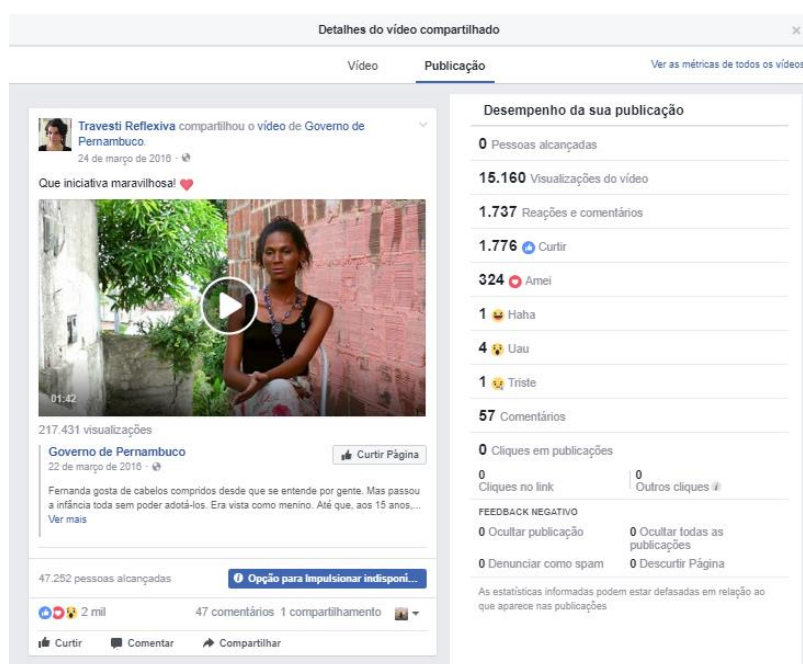 Detalhes do vídeo compartilhado
Vídeo
Publicação
Ver as métricas de todos os vídeos
Travesti Reflexiva compartilhou o vídeo de Governo de
Pernambuco.
24 de março de 2016 ·
Que iniciativa maravilhosa!
01:42
217.431 visualizações
Governo de Pernambuco
22 de março de 2016 ·
Curtir Página
Fernanda gosta de cabelos compridos desde que se entende por gente. Mas passou
a infância toda sem poder adotá-los. Era vista como menino. Até que, aos 15 anos,...
Ver mais
47.252 pessoas alcançadas
Opção para Impulsionar indisponí...
2 mil
47 comentários 1 compartilhamento
Curtir
Comentar
Compartilhar
Desempenho da sua publicação
0 Pessoas alcançadas
15.160 Visualizações do vídeo
1.737 Reações e comentários
1.776 Curtir
324 Amei
1 Haha
4 Uau
1 Triste
57 Comentários
0 Cliques em publicações
0
Cliques no link
0
Outros cliques
FEEDBACK NEGATIVO
0 Ocultar publicação
0 Ocultar todas as
publicações
0 Denunciar como spam
0 Descurtir Página
As estatísticas informadas podem estar defasadas em relação ao
que aparece nas publicações